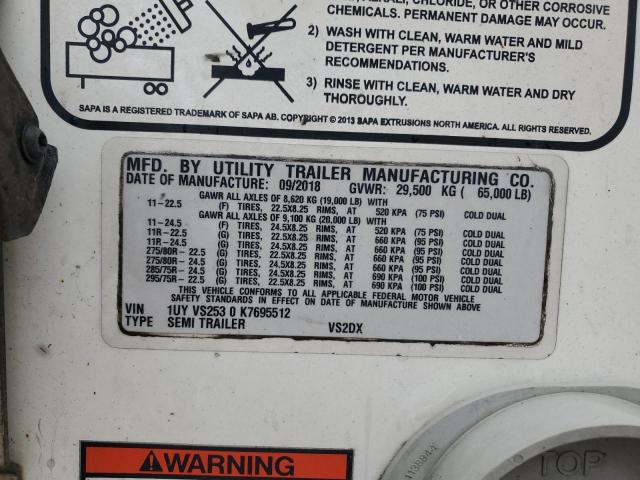 CHLORIDE, OR OTHER CORROSIVE
CHEMICALS. PERMANENT DAMAGE MAY OCCUR.
2) WASH WITH CLEAN, WARM WATER AND MILD
DETERGENT PER MANUFACTURER'S
RECOMMENDATIONS.
3) RINSE WITH CLEAN, WARM WATER AND DRY
THOROUGHLY.
SAPA IS A REGISTERED TRADEMARK OF SAPA AB. COPYRIGHT © 2013 SAPA EXTRUSIONS NORTH AMERICA. ALL RIGHTS RESERVED.
MFD. BY UTILITY TRAILER MANUFACTURING CO.
DATE OF MANUFACTURE: 09/2018 GVWR: 29,500 KG ( 65,000 LB)
GAWR ALL AXLES OF 8,620 KG (19,000 LB) WITH
11-22.5 (F) TIRES, 22.5X8.25 RIMS, AT 520 KPA (75 PSI) COLD DUAL
GAWR ALL AXLES OF 9,100 KG (20,000 LB) WITH
11-24.5 (F) TIRES, 24.5X8.25 RIMS, AT 520 KPA (75 PSI) COLD DUAL
11R-22.5 (G) TIRES, 22.5X8.25 RIMS, AT 660 KPA (95 PSI) COLD DUAL
11R-24.5 (G) TIRES, 24.5X8.25 RIMS, AT 660 KPA (95 PSI) COLD DUAL
275/80R-22.5 (G) TIRES, 22.5X8.25 RIMS, AT 660 KPA (95 PSI) COLD DUAL
275/80R-24.5 (G) TIRES, 24.5X8.25 RIMS, AT 660 KPA (95 PSI) COLD DUAL
285/75R-24.5 (G) TIRES, 24.5X8.25 RIMS, AT 690 KPA (100 PSI) COLD DUAL
295/75R-22.5 (G) TIRES, 22.5X8.25 RIMS, AT 690 KPA (100 PSI) COLD DUAL
THIS VEHICLE CONFORMS TO ALL APPLICABLE FEDERAL MOTOR VEHICLE
SAFETY STANDARDS IN EFFECT ON DATE OF MANUFACTURE SHOWN ABOVE
VIN 1UY VS253 0 K7695512
TYPE SEMI TRAILER VS2DX
WARNING
TOP